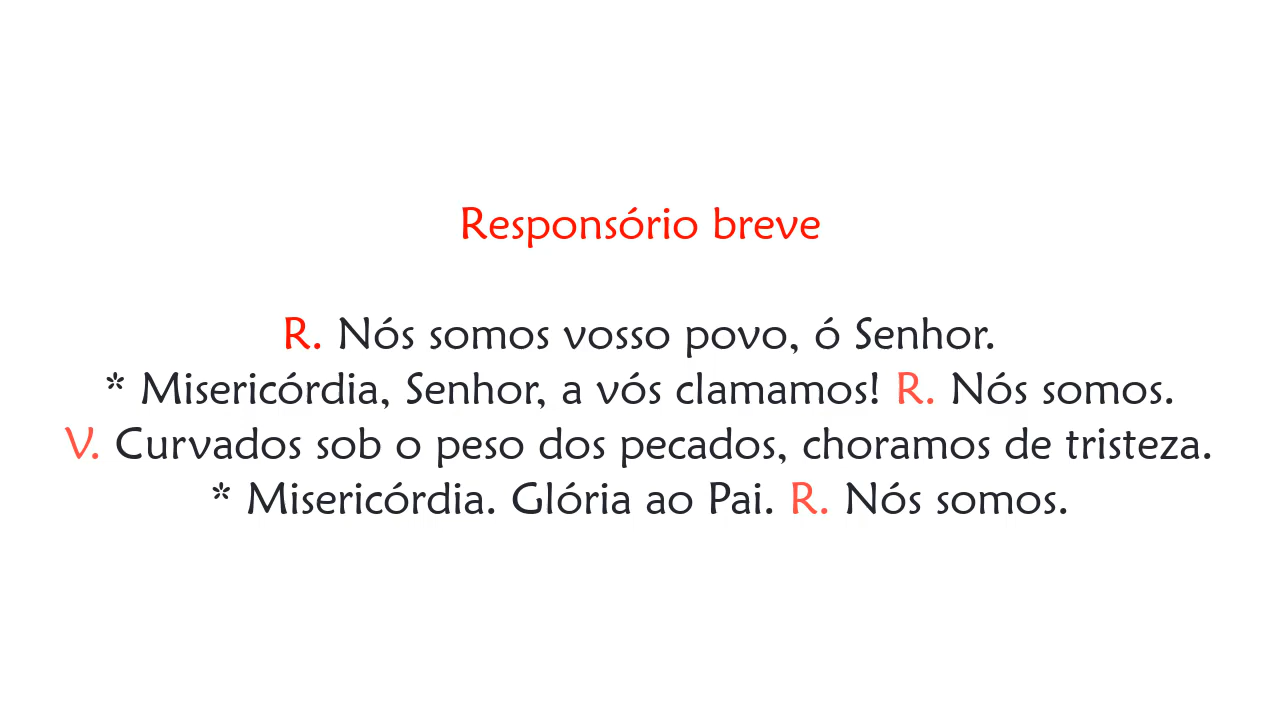 Responsório breve
R. Nós somos vosso povo, ó Senhor.
* Misericórdia, Senhor, a vós clamamos! R. Nós somos.
V. Curvados sob o peso dos pecados, choramos de tristeza.
* Misericórdia. Glória ao Pai. R. Nós somos.